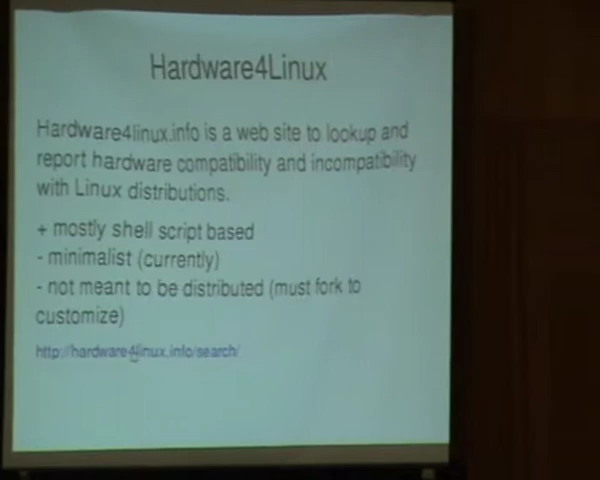 Hardware4Linux
Hardware4linux.info is a web site to lookup and
report hardware compatibility and incompatibility
with Linux distributions.
+ mostly shell script based
- minimalist (currently)
- not meant to be distributed (must fork to
customize)
http://hardware4linux.info/search/